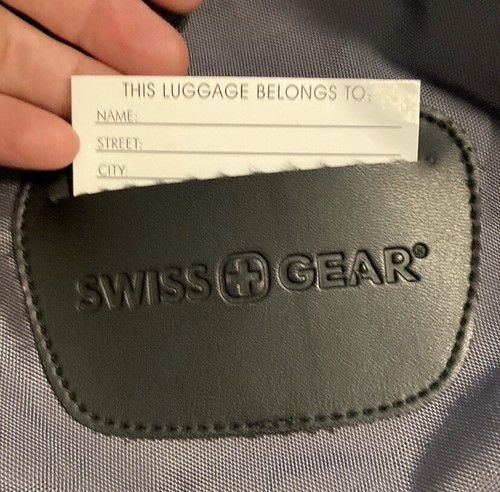 THIS LUGGAGE BELONGS TO:
NAME:
STREET:
CITY:
SWISS GEAR®